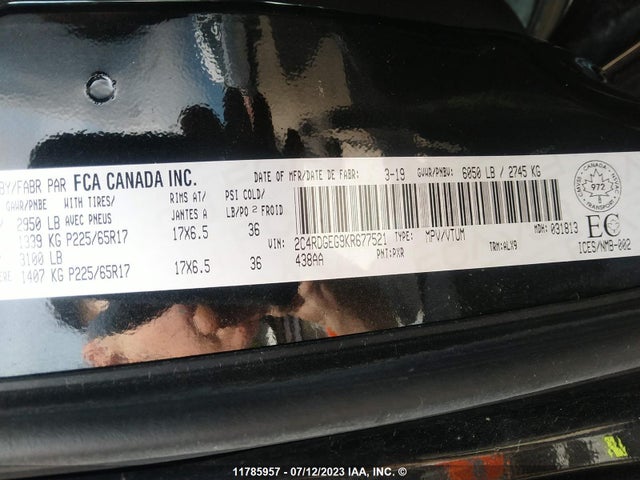 BY/FABR PAR FCA CANADA INC. DATE OF MFR/DATE DE FABR: 3-19 GVWR/PNBV: 6050 LB / 2745 KG
GAWR/PNBE WITH TIRES/ RIMS AT/ PSI COLD/
2950 LB AVEC PNEUS JANTES A LB/PO² FROID
1339 KG P225/65R17 17X6.5 36
3100 LB
1407 KG P225/65R17 17X6.5 36
VIN: 2C4RDGEG9KR677521 TYPE: MPV/VTUM MDH: 031813
438AA PNT:PXR TRM:ALX9
CANADA
972
TRANSPORT
EC
ICES/NMB-002
11785957 - 07/12/2023 IAA, INC. ©